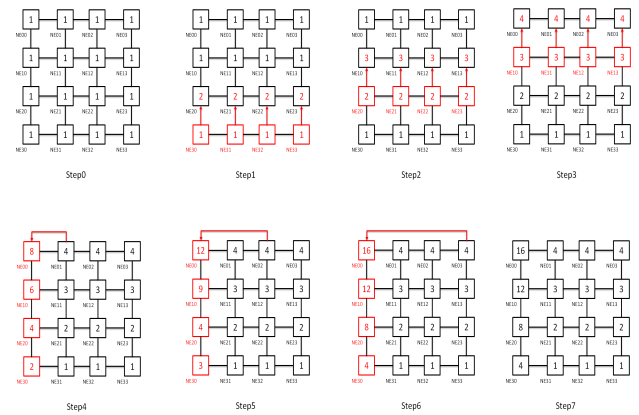 1 1 1 1
NE00 NE01 NE02 NE03
1 1 1 1
NE10 NE11 NE12 NE13
1 1 1 1
NE20 NE21 NE22 NE23
1 1 1 1
NE30 NE31 NE32 NE33
Step0
1 1 1 1
NE00 NE01 NE02 NE03
1 1 1 1
NE10 NE11 NE12 NE13
2 2 2 2
NE20 NE21 NE22 NE23
1 1 1 1
NE30 NE31 NE32 NE33
Step1
1 1 1 1
NE00 NE01 NE02 NE03
3 3 3 3
NE10 NE11 NE12 NE13
2 2 2 2
NE20 NE21 NE22 NE23
1 1 1 1
NE30 NE31 NE32 NE33
Step2
4 4 4 4
NE00 NE01 NE02 NE03
3 3 3 3
NE10 NE11 NE12 NE13
2 2 2 2
NE20 NE21 NE22 NE23
1 1 1 1
NE30 NE31 NE32 NE33
Step3
8 4 4 4
NE00 NE01 NE02 NE03
6 3 3 3
NE10 NE11 NE12 NE13
4 2 2 2
NE20 NE21 NE22 NE23
2 1 1 1
NE30 NE31 NE32 NE33
Step4
12 4 4 4
NE00 NE01 NE02 NE03
9 3 3 3
NE10 NE11 NE12 NE13
4 2 2 2
NE20 NE21 NE22 NE23
3 1 1 1
NE30 NE31 NE32 NE33
Step5
16 4 4 4
NE00 NE01 NE02 NE03
12 3 3 3
NE10 NE11 NE12 NE13
8 2 2 2
NE20 NE21 NE22 NE23
4 1 1 1
NE30 NE31 NE32 NE33
Step6
16 4 4 4
NE00 NE01 NE02 NE03
12 3 3 3
NE10 NE11 NE12 NE13
8 2 2 2
NE20 NE21 NE22 NE23
4 1 1 1
NE30 NE31 NE32 NE33
Step7